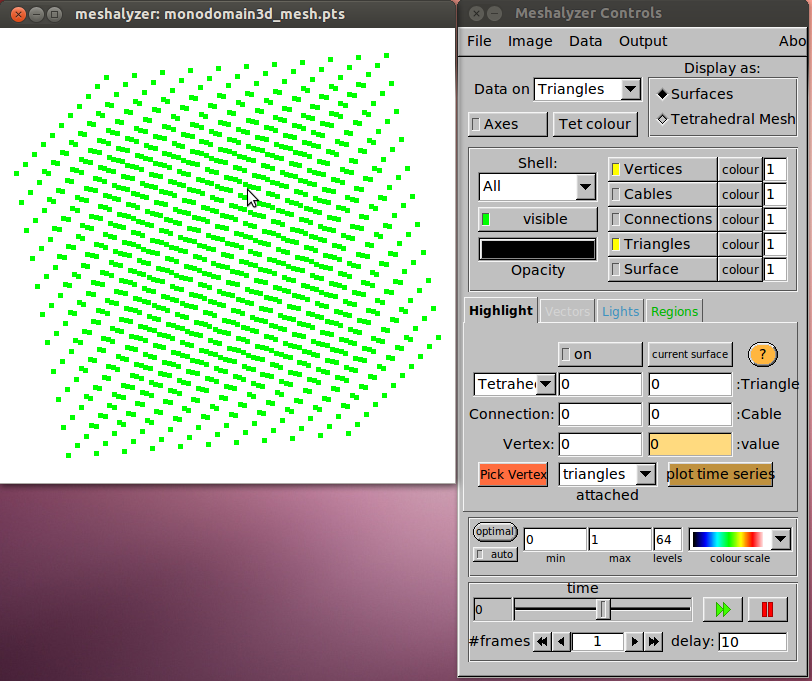 meshalyzer: monodomain3d_mesh.pts
Meshalyzer Controls
File Image Data Output Abo
Display as:
Data on Triangles
Surfaces
Tetrahedral Mesh
Axes Tet colour
Shell:
All
visible
Opacity
Vertices colour 1
Cables colour 1
Connections colour 1
Triangles colour 1
Surface colour 1
Highlight Vectors Lights Regions
on current surface ?
Tetrahe 0 0 :Triangle
Connection: 0 0 :Cable
Vertex: 0 0 :value
Pick Vertex triangles plot time series
attached
optimal 0 1 64
auto min max levels colour scale
time
0
#frames 1 delay: 10